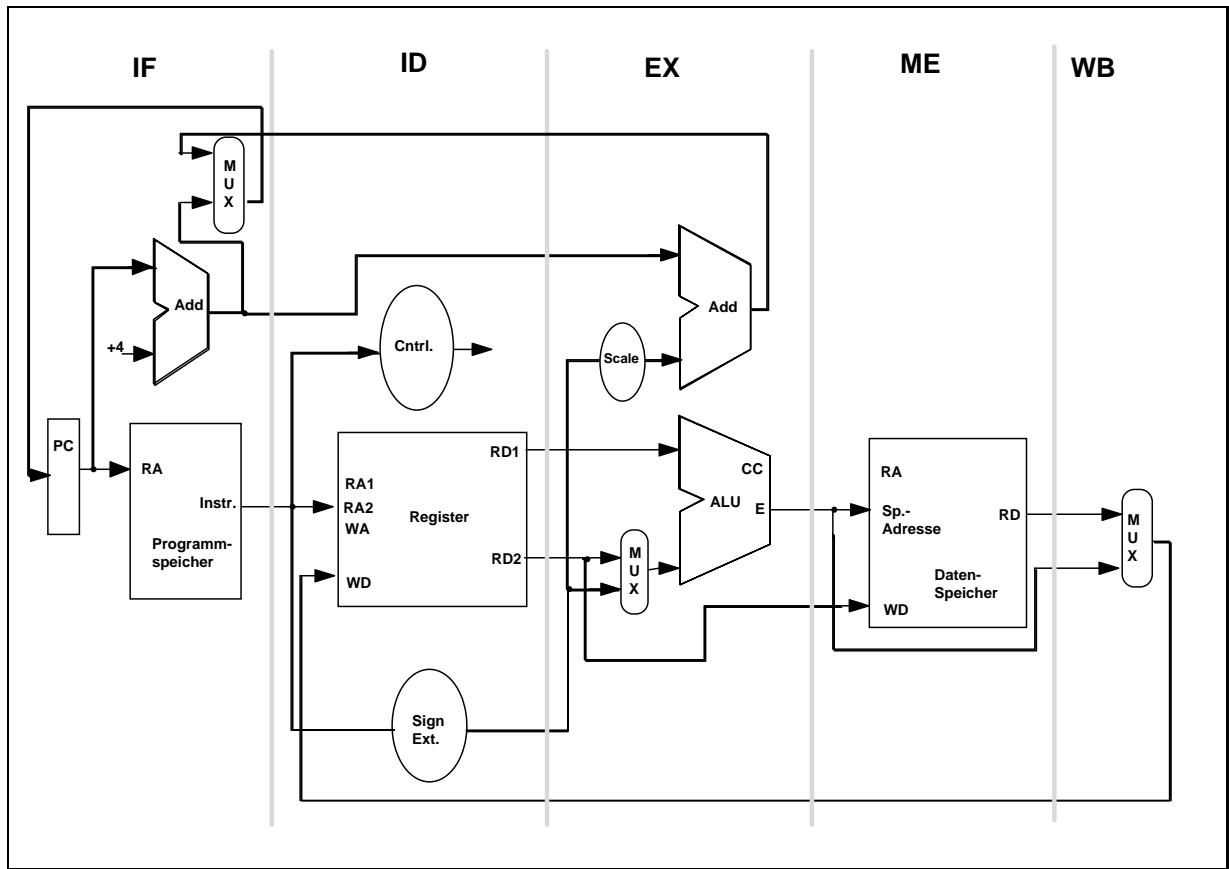 IF
ID
EX
ME
WB
M
U
X
Add
+4
Cntrl.
Add
Scale
PC
RA
Instr.
Programm-
speicher
RD1
RA1
RA2
WA
Register
RD2
WD
CC
ALU
E
M
U
X
RA
Sp.-
Adresse
RD
Daten-
Speicher
WD
M
U
X
Sign
Ext.